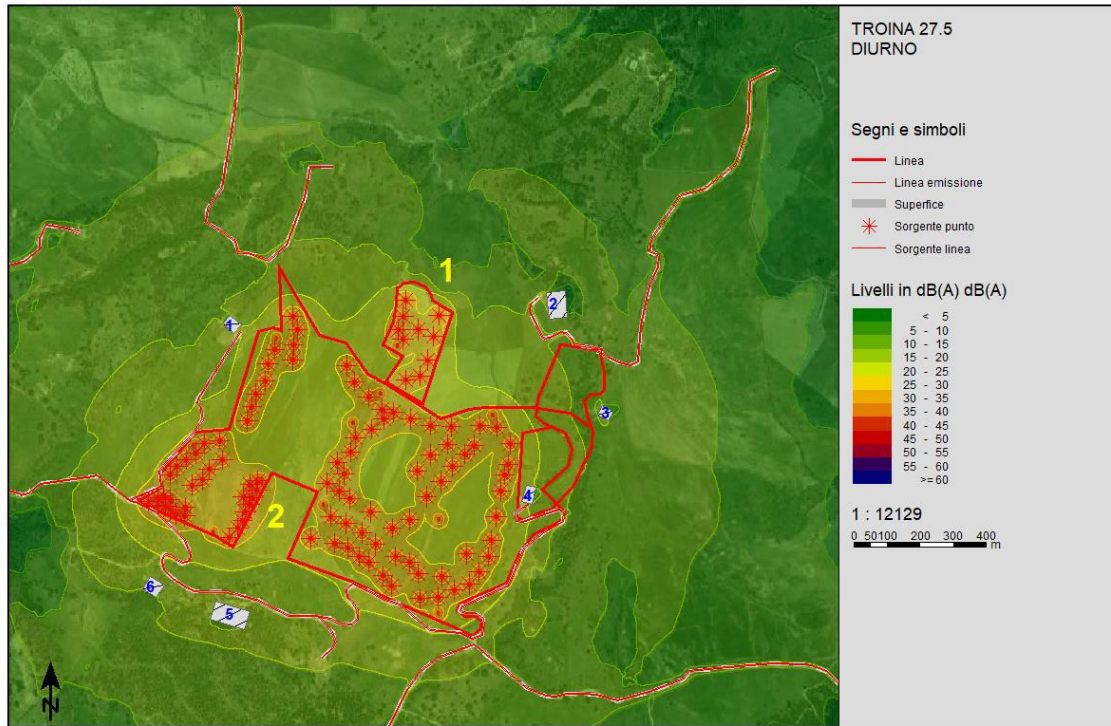 TROINA 27.5
DIURNO
Segni e simboli
Linea
Linea emissione
Superfice
Sorgente punto
Sorgente linea
Livelli in dB(A) dB(A)
< 5
5 - 10
10 - 15
15 - 20
20 - 25
25 - 30
30 - 35
35 - 40
40 - 45
45 - 50
50 - 55
55 - 60
>=60
1 : 12129
0 50100 200 300 400
m
1
1
2
3
4
2
6
5
N